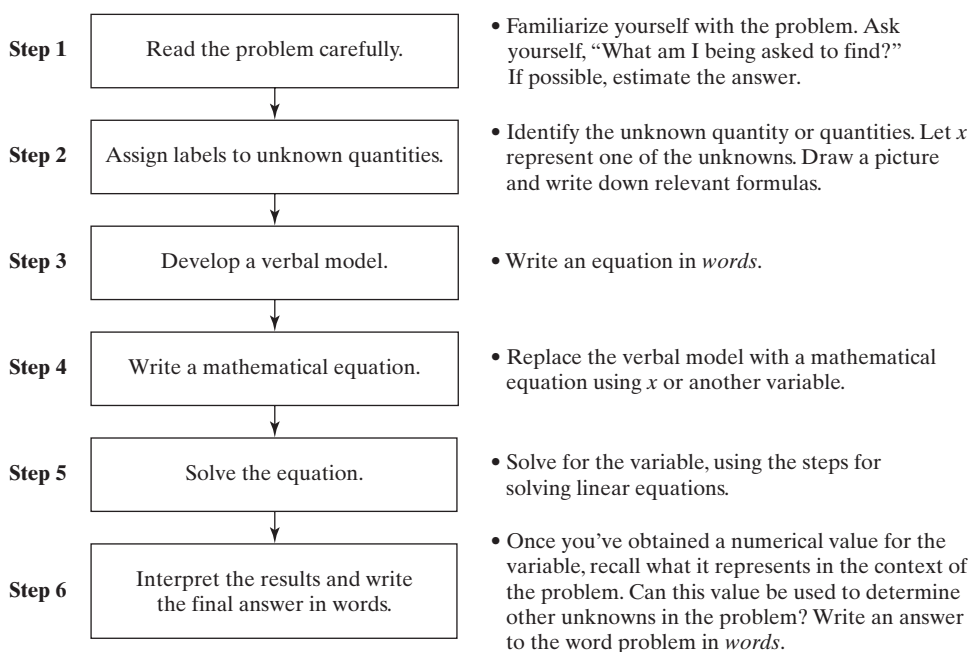 Step 1
Read the problem carefully.
• Familiarize yourself with the problem. Ask
yourself, “What am I being asked to find?”
If possible, estimate the answer.
Step 2
Assign labels to unknown quantities.
• Identify the unknown quantity or quantities. Let x
represent one of the unknowns. Draw a picture
and write down relevant formulas.
Step 3
Develop a verbal model.
• Write an equation in words.
Step 4
Write a mathematical equation.
• Replace the verbal model with a mathematical
equation using x or another variable.
Step 5
Solve the equation.
• Solve for the variable, using the steps for
solving linear equations.
Step 6
Interpret the results and write
the final answer in words.
• Once you’ve obtained a numerical value for the
variable, recall what it represents in the context of
the problem. Can this value be used to determine
other unknowns in the problem? Write an answer
to the word problem in words.